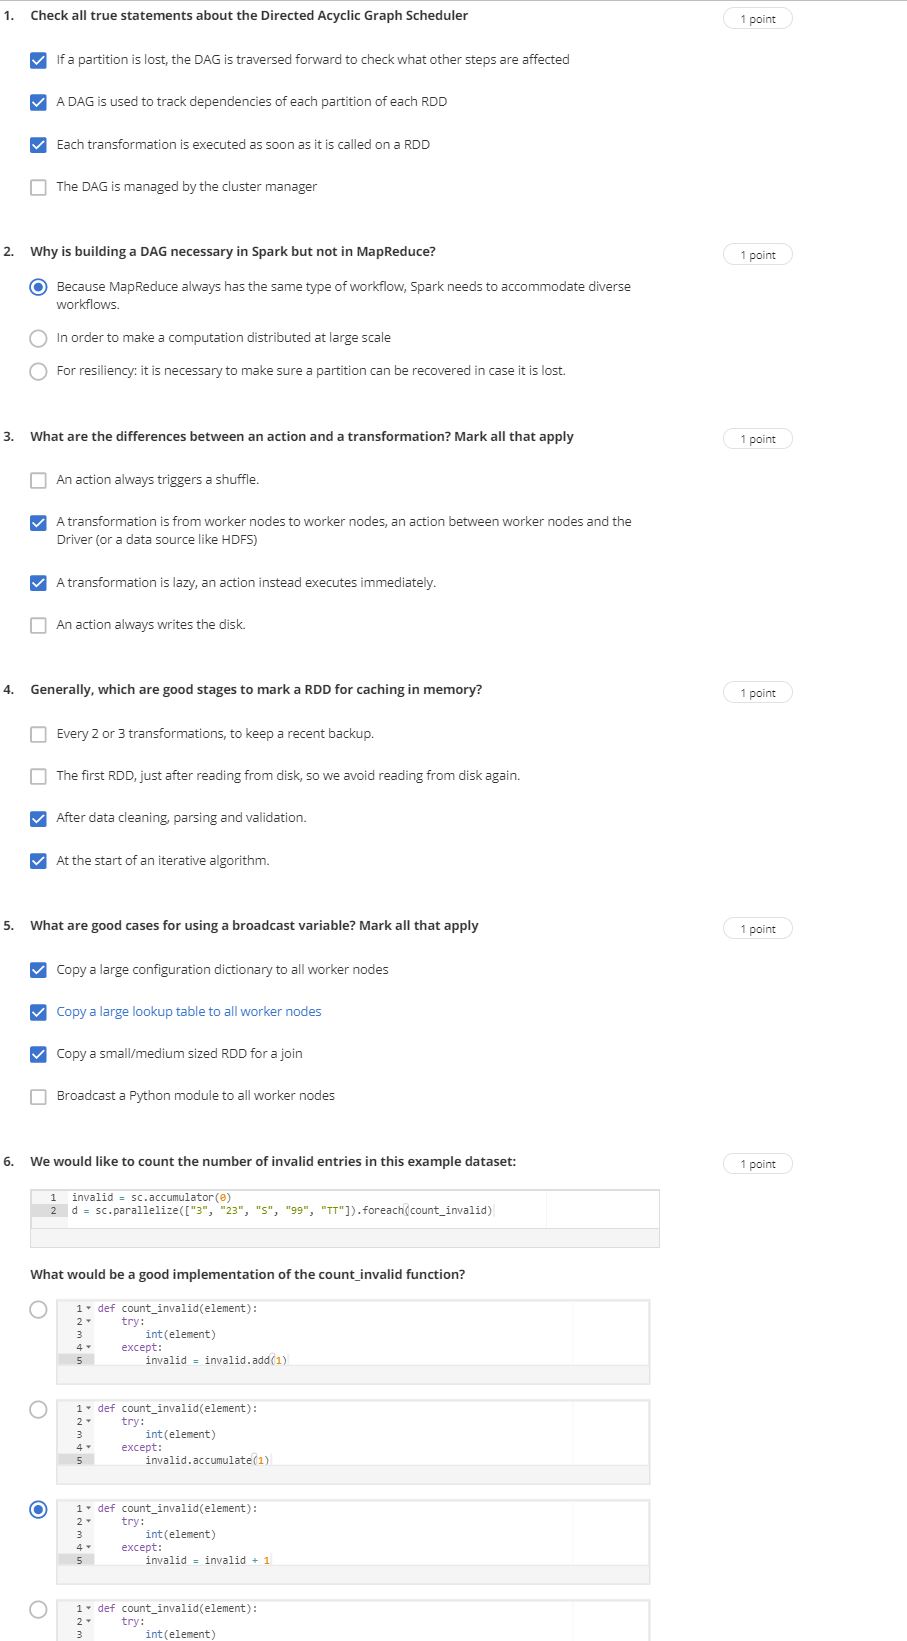 1. Check all true statements about the Directed Acyclic Graph Scheduler
1 point
If a partition is lost, the DAG is traversed forward to check what other steps are affected
A DAG is used to track dependencies of each partition of each RDD
Each transformation is executed as soon as it is called on a RDD
The DAG is managed by the cluster manager
2. Why is building a DAG necessary in Spark but not in MapReduce?
1 point
Because MapReduce always has the same type of workflow, Spark needs to accommodate diverse
workflows.
In order to make a computation distributed at large scale
For resiliency: it is necessary to make sure a partition can be recovered in case it is lost.
3. What are the differences between an action and a transformation? Mark all that apply
1 point
An action always triggers a shuffle.
A transformation is from worker nodes to worker nodes, an action between worker nodes and the
Driver (or a data source like HDFS)
A transformation is lazy, an action instead executes immediately.
An action always writes the disk.
4. Generally, which are good stages to mark a RDD for caching in memory?
1 point
Every 2 or 3 transformations, to keep a recent backup.
The first RDD, just after reading from disk, so we avoid reading from disk again.
After data cleaning, parsing and validation.
At the start of an iterative algorithm.
5. What are good cases for using a broadcast variable? Mark all that apply
1 point
Copy a large configuration dictionary to all worker nodes
Copy a large lookup table to all worker nodes
Copy a small/medium sized RDD for a join
Broadcast a Python module to all worker nodes
6. We would like to count the number of invalid entries in this example dataset:
1 point
1 invalid = sc.accumulator(0)
2 d = sc.parallelize(["3", "23", "S", "99", "TT"]).foreach(count_invalid)
What would be a good implementation of the count_invalid function?
1 def count_invalid(element):
2 try:
3 int(element)
4 except:
5 invalid = invalid.add(1)
1 def count_invalid(element):
2 try:
3 int(element)
4 except:
5 invalid.accumulate(1)
1 def count_invalid(element):
2 try:
3 int(element)
4 except:
5 invalid = invalid + 1
1 def count_invalid(element):
2 try:
3 int(element)